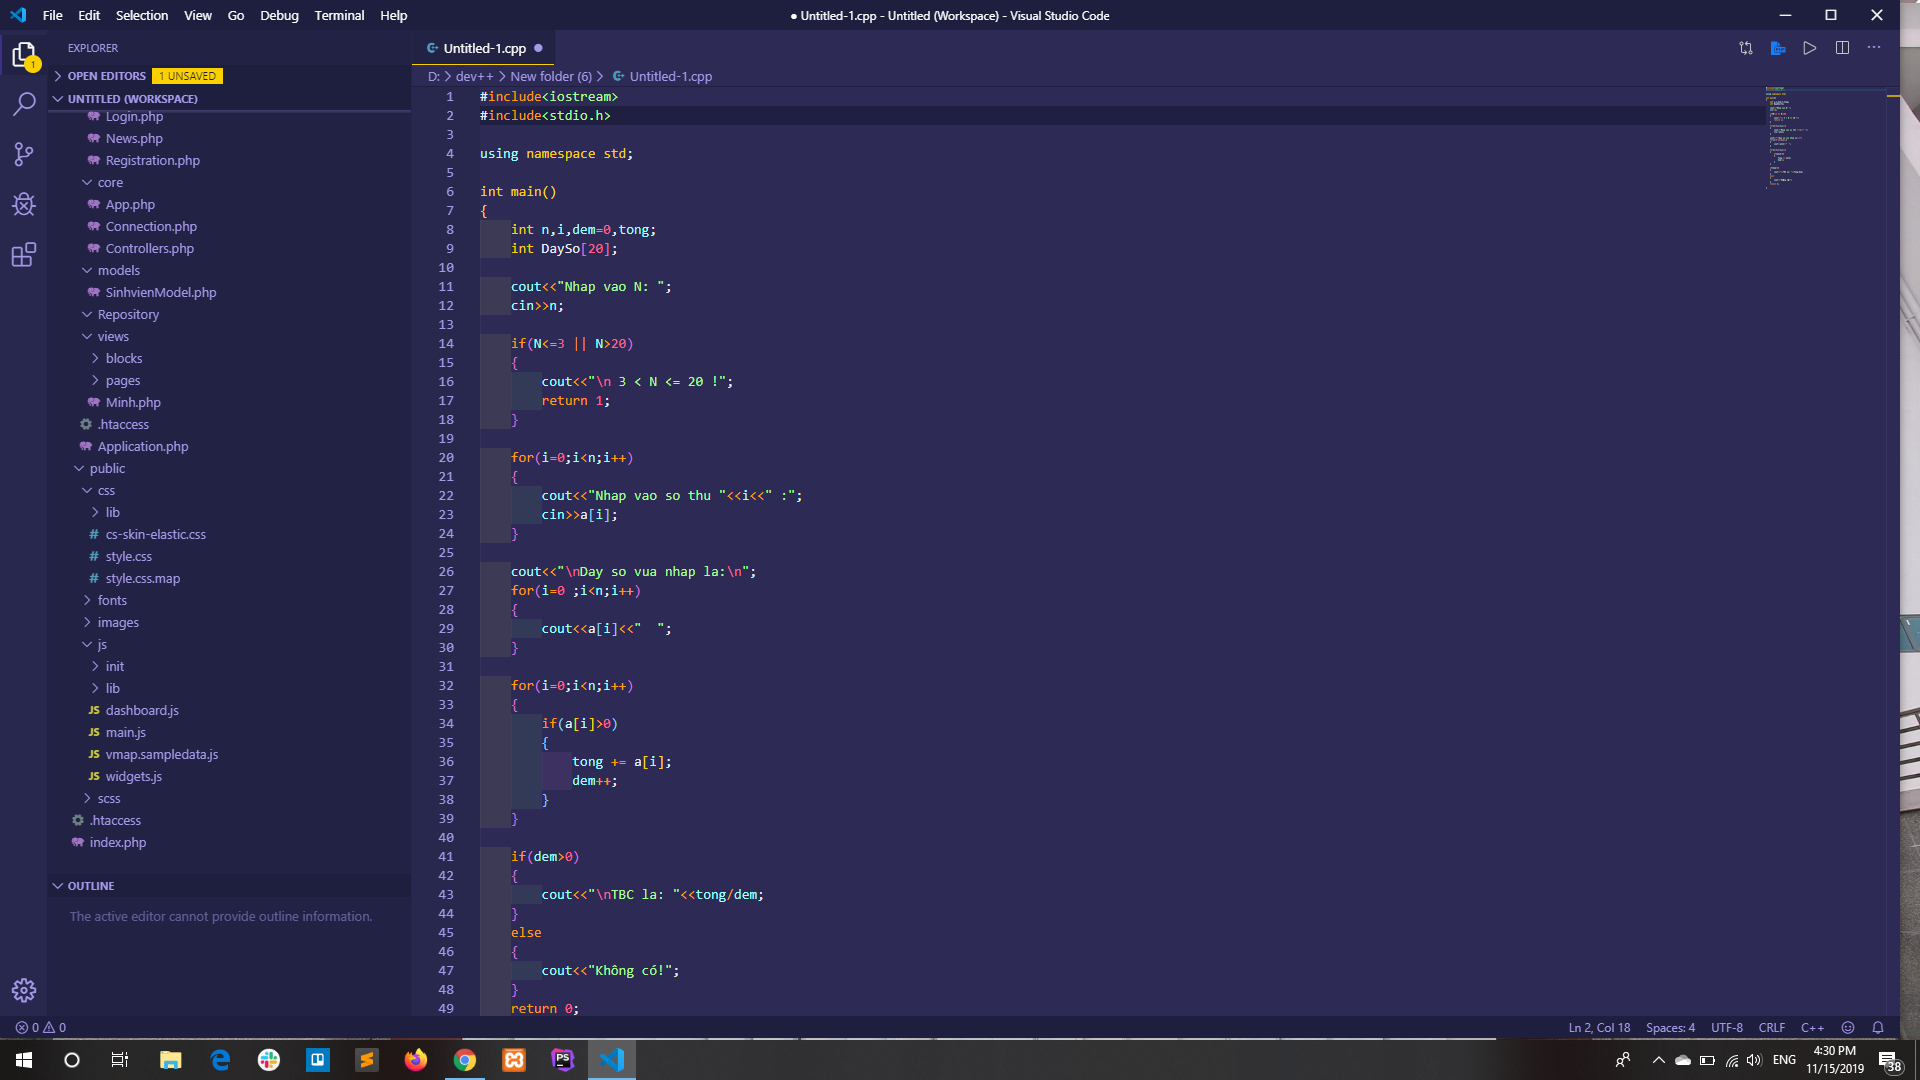 File Edit Selection View Go Debug Terminal Help
● Untitled-1.cpp - Untitled (Workspace) - Visual Studio Code
EXPLORER
OPEN EDITORS 1 UNSAVED
UNTITLED (WORKSPACE)
Login.php
News.php
Registration.php
core
App.php
Connection.php
Controllers.php
models
SinhvienModel.php
Repository
views
blocks
pages
Minh.php
.htaccess
Application.php
public
css
lib
# cs-skin-elastic.css
# style.css
# style.css.map
fonts
images
js
init
lib
JS dashboard.js
JS main.js
JS vmap.sampledata.js
JS widgets.js
scss
.htaccess
index.php
OUTLINE
The active editor cannot provide outline information.
1
Untitled-1.cpp
D: > dev++ > New folder (6) > Untitled-1.cpp
1 #include<iostream>
2 #include<stdio.h>
3
4 using namespace std;
5
6 int main()
7 {
8 int n,i,dem=0,tong;
9 int DaySo[20];
10
11 cout<<"Nhap vao N: ";
12 cin>>n;
13
14 if(N<=3 || N>20)
15 {
16 cout<<"\n 3 < N <= 20 !";
17 return 1;
18 }
19
20 for(i=0;i<n;i++)
21 {
22 cout<<"Nhap vao so thu "<<i<<" :";
23 cin>>a[i];
24 }
25
26 cout<<"\nDay so vua nhap la:\n";
27 for(i=0 ;i<n;i++)
28 {
29 cout<<a[i]<<"  ";
30 }
31
32 for(i=0;i<n;i++)
33 {
34 if(a[i]>0)
35 {
36 tong += a[i];
37 dem++;
38 }
39 }
40
41 if(dem>0)
42 {
43 cout<<"\nTBC la: "<<tong/dem;
44 }
45 else
46 {
47 cout<<"Không có!";
48 }
49 return 0;
0 0
Ln 2, Col 18 Spaces: 4 UTF-8 CRLF C++
PS
ENG
4:30 PM
11/15/2019
38